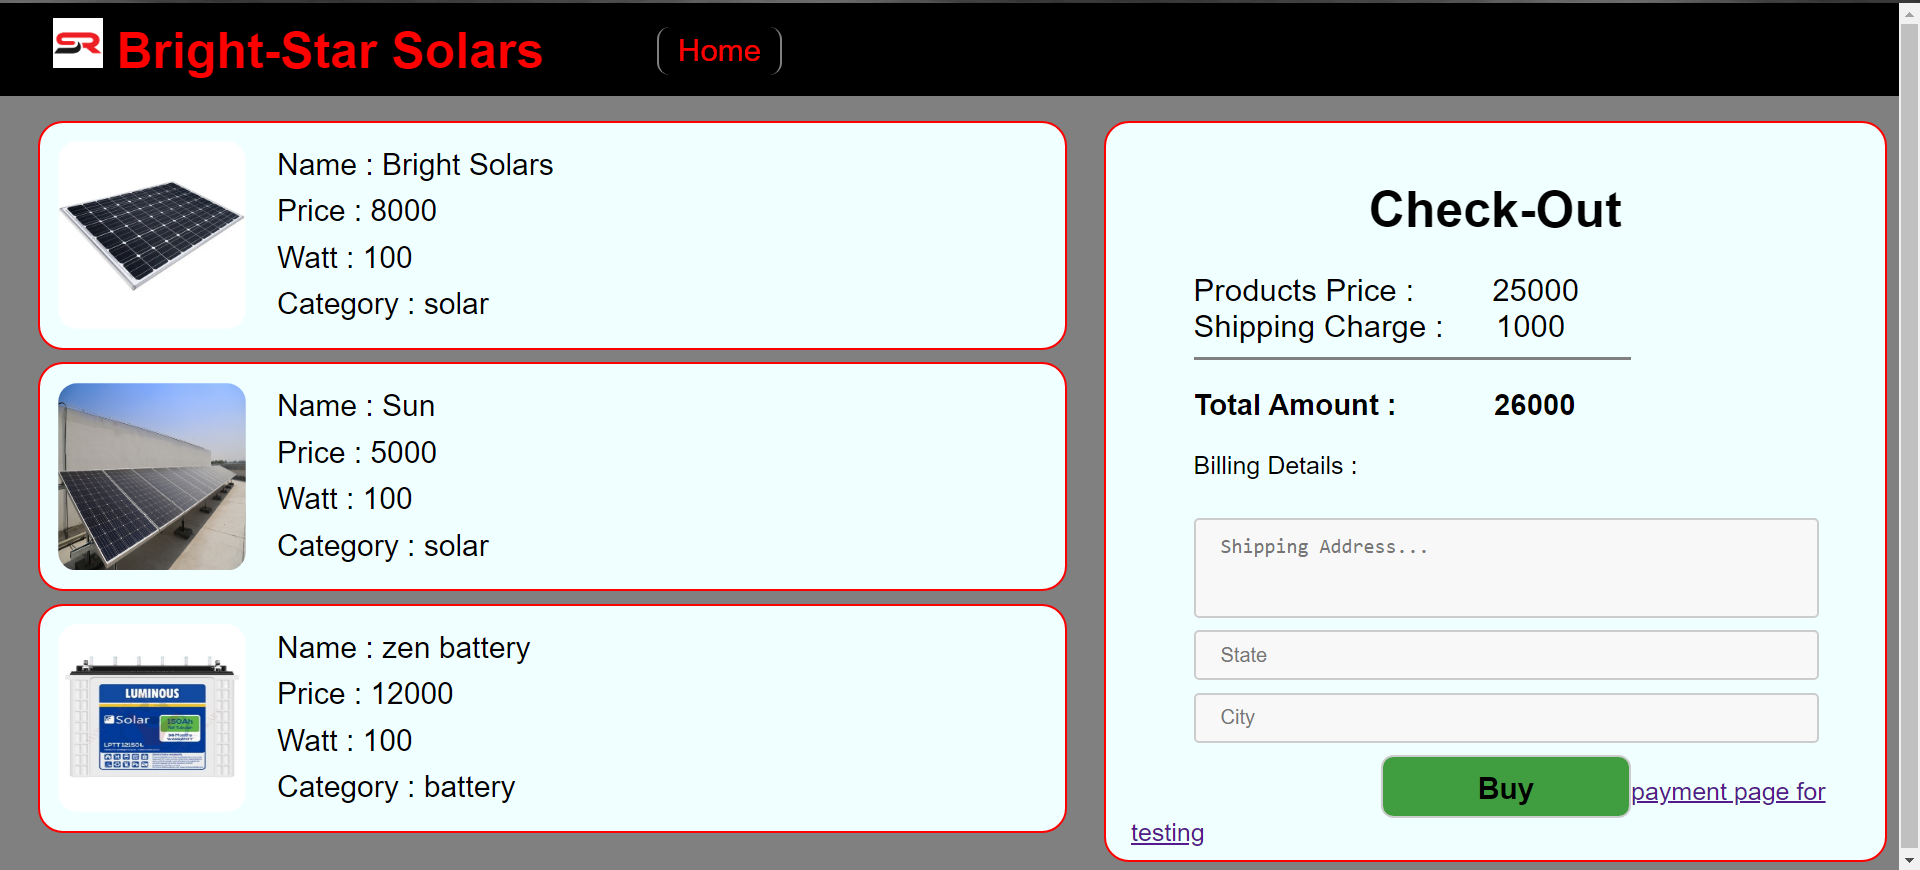 SR
Bright-Star Solars
Home
Name : Bright Solars
Price : 8000
Watt : 100
Category : solar
Name : Sun
Price : 5000
Watt : 100
Category : solar
LUMINOUS
Solar
150Ah
Name : zen battery
Price : 12000
Watt : 100
Category : battery
Check-Out
Products Price : 25000
Shipping Charge : 1000
Total Amount : 26000
Billing Details :
Shipping Address...
State
City
Buy
payment page for
testing